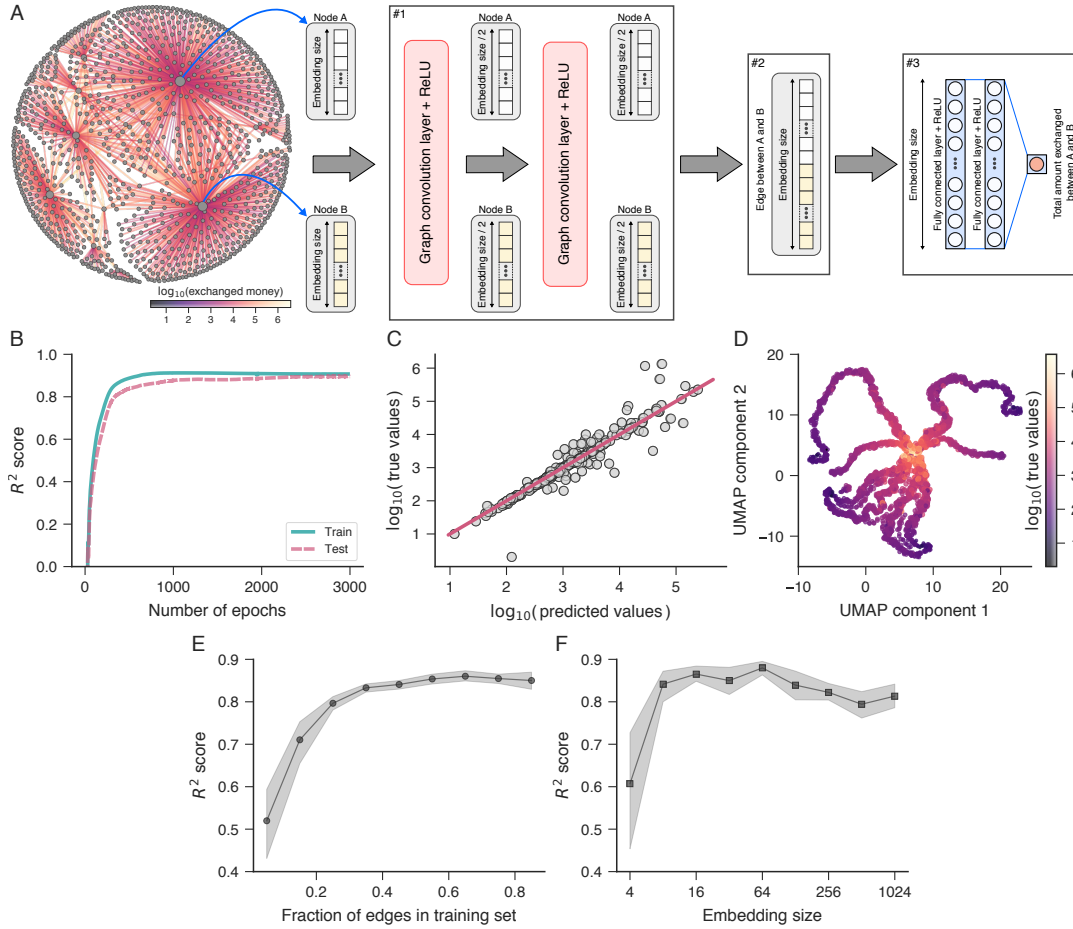 A
Node A
Embedding size
Node B
Embedding size
log10(exchanged money)
1 2 3 4 5 6
#1
Graph convolution layer + ReLU
Node A
Embedding size / 2
Node B
Embedding size / 2
Graph convolution layer + ReLU
Node A
Embedding size / 2
Node B
Embedding size / 2
#2
Edge between A and B
Embedding size
#3
Embedding size
Fully connected layer + ReLU
Fully connected layer + ReLU
Total amount exchanged
between A and B
B
1.0
0.8
0.6
0.4
0.2
0.0
R² score
Train
Test
0 1000 2000 3000
Number of epochs
C
6
5
4
3
2
1
log10(true values)
1 2 3 4 5
log10(predicted values)
D
20
10
0
−10
UMAP component 2
−10 0 10 20
UMAP component 1
log10(true values)
E
0.9
0.8
0.7
0.6
0.5
0.4
R² score
0.2 0.4 0.6 0.8
Fraction of edges in training set
F
0.9
0.8
0.7
0.6
0.5
0.4
R² score
4 16 64 256 1024
Embedding size